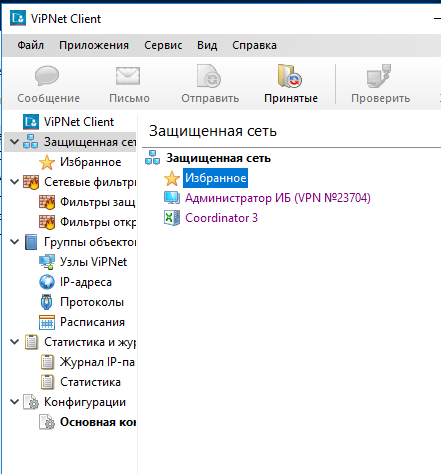 ViPNet Client
Файл Приложения Сервис Вид Справка
Сообщение Письмо Отправить Принятые Проверить
ViPNet Client
Защищенная сет
Избранное
Сетевые фильтры
Фильтры защ
Фильтры откр
Группы объектов
Узлы ViPNet
IP-адреса
Протоколы
Расписания
Статистика и жур
Журнал IP-па
Статистика
Конфигурации
Основная кон
Защищенная сеть
Защищенная сеть
Избранное
Администратор ИБ (VPN №23704)
Coordinator 3